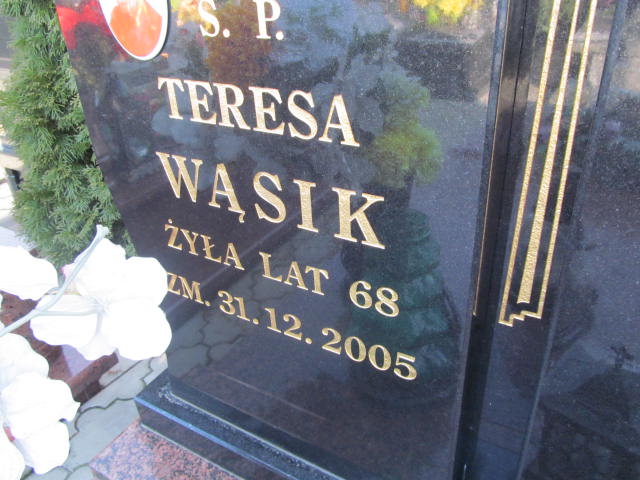 Ś. P.
TERESA
WĄSIK
ŻYŁA LAT 68
ZM. 31.12.2005